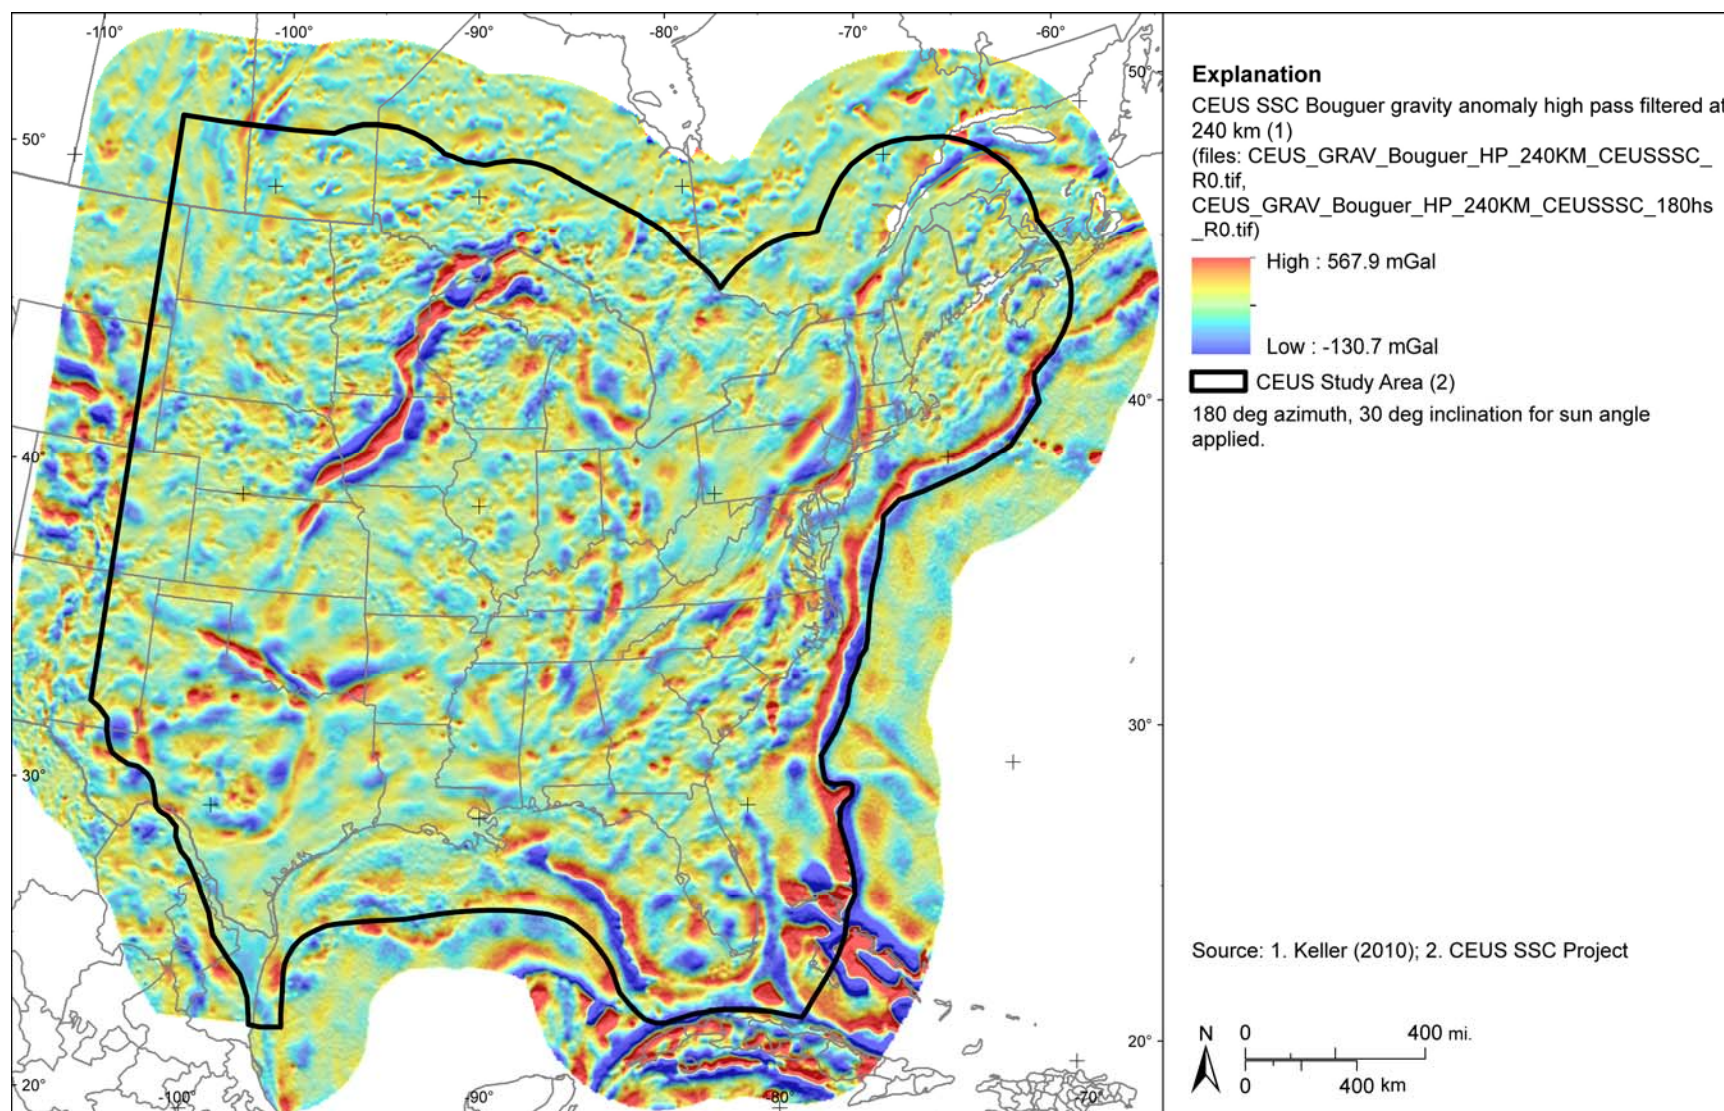 -110°
-100°
-90°
-80°
-70°
-60°
50°
50°
40°
40°
30°
30°
20°
20°
-100°
-90°
-80°
-70°
Explanation
CEUS SSC Bouguer gravity anomaly high pass filtered at
240 km (1)
(files: CEUS_GRAV_Bouguer_HP_240KM_CEUSSSC_
R0.tif,
CEUS_GRAV_Bouguer_HP_240KM_CEUSSSC_180hs
_R0.tif)
High : 567.9 mGal
Low : -130.7 mGal
CEUS Study Area (2)
180 deg azimuth, 30 deg inclination for sun angle
applied.
Source: 1. Keller (2010); 2. CEUS SSC Project
N
0 400 mi.
0 400 km